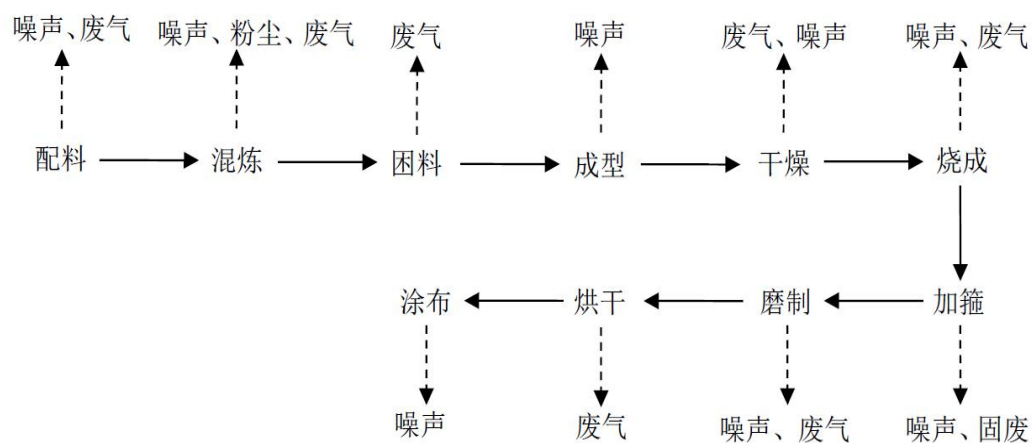 噪声、废气 噪声、粉尘、废气 废气 噪声 废气、噪声 噪声、废气
配料 混炼 困料 成型 干燥 烧成
涂布 烘干 磨制 加箍
噪声 废气 噪声、废气 噪声、固废